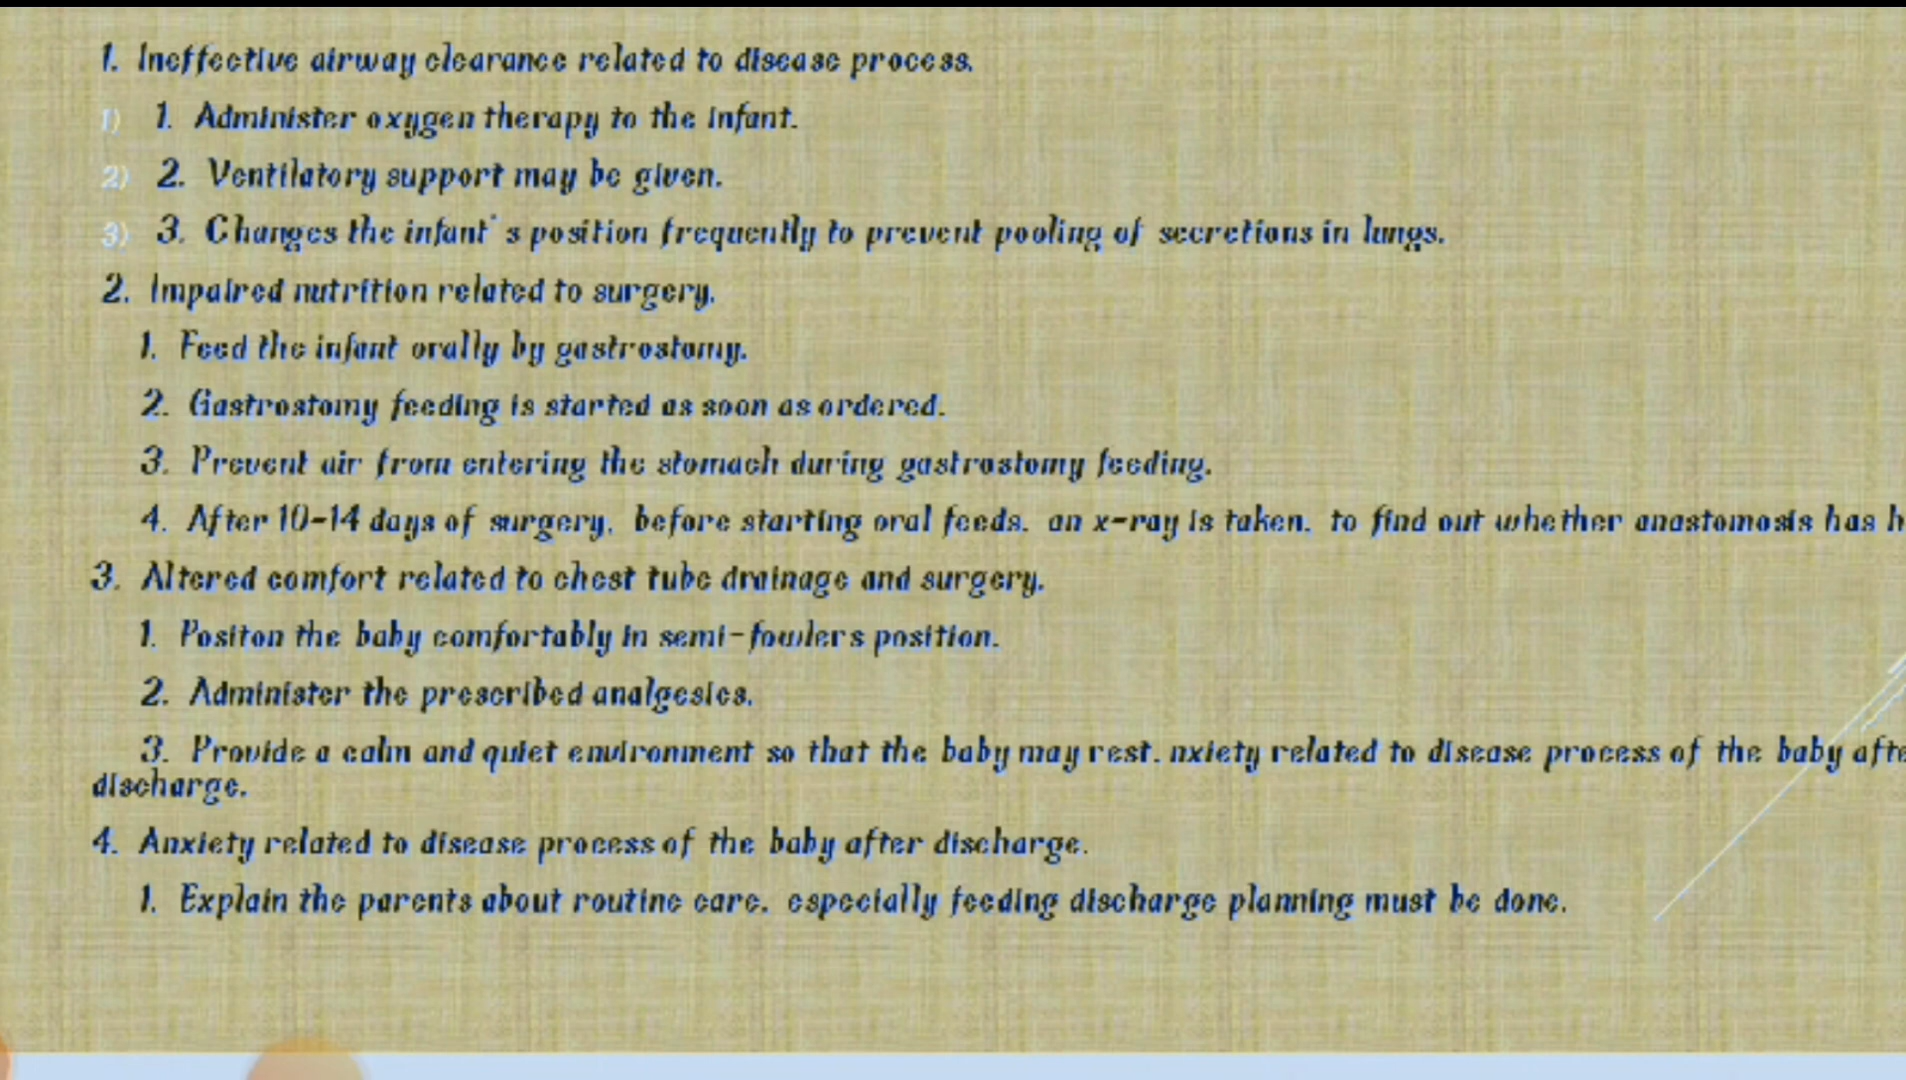 1. Ineffective airway clearance related to disease process.
1) 1. Administer oxygen therapy to the infant.
2) 2. Ventilatory support may be given.
3) 3. Changes the infant's position frequently to prevent pooling of secretions in lungs.
2. Impaired nutrition related to surgery.
1. Feed the infant orally by gastrostomy.
2. Gastrostomy feeding is started as soon as ordered.
3. Prevent air from entering the stomach during gastrostomy feeding.
4. After 10-14 days of surgery, before starting oral feeds, an x-ray is taken, to find out whether anastomosis has h
3. Altered comfort related to chest tube drainage and surgery.
1. Positon the baby comfortably in semi-fowlers position.
2. Administer the prescribed analgesics.
3. Provide a calm and quiet environment so that the baby may rest. nxiety related to disease process of the baby afte
discharge.
4. Anxiety related to disease process of the baby after discharge.
1. Explain the parents about routine care, especially feeding discharge planning must be done.